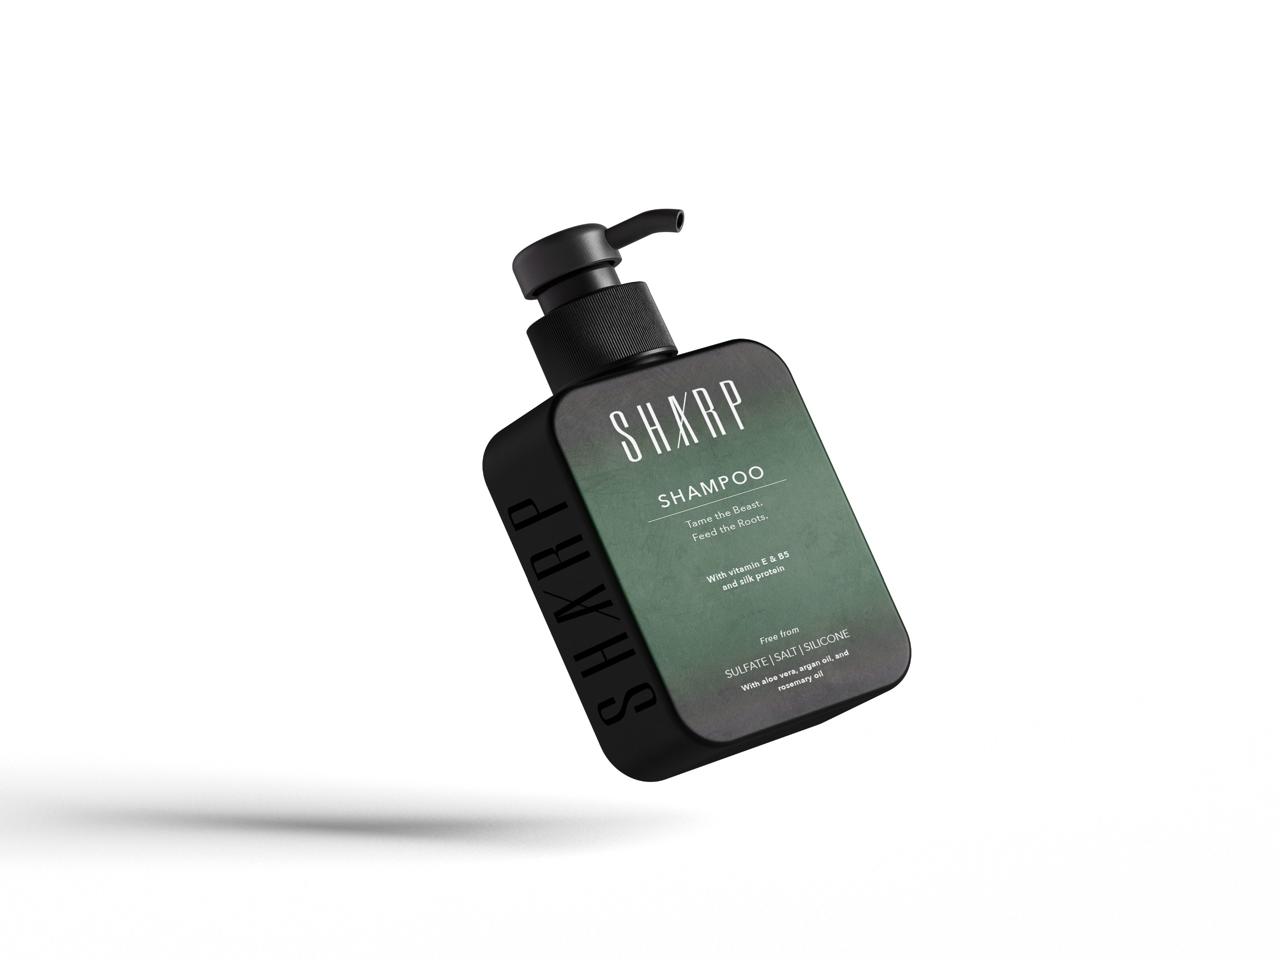 SHARP
SHAMPOO
Tame the Beast.
Feed the Roots.
With vitamin E & B5
and silk protein
Free from
SULFATE | SALT | SILICONE
With aloe vera, argan oil, and
rosemary oil
SHARP